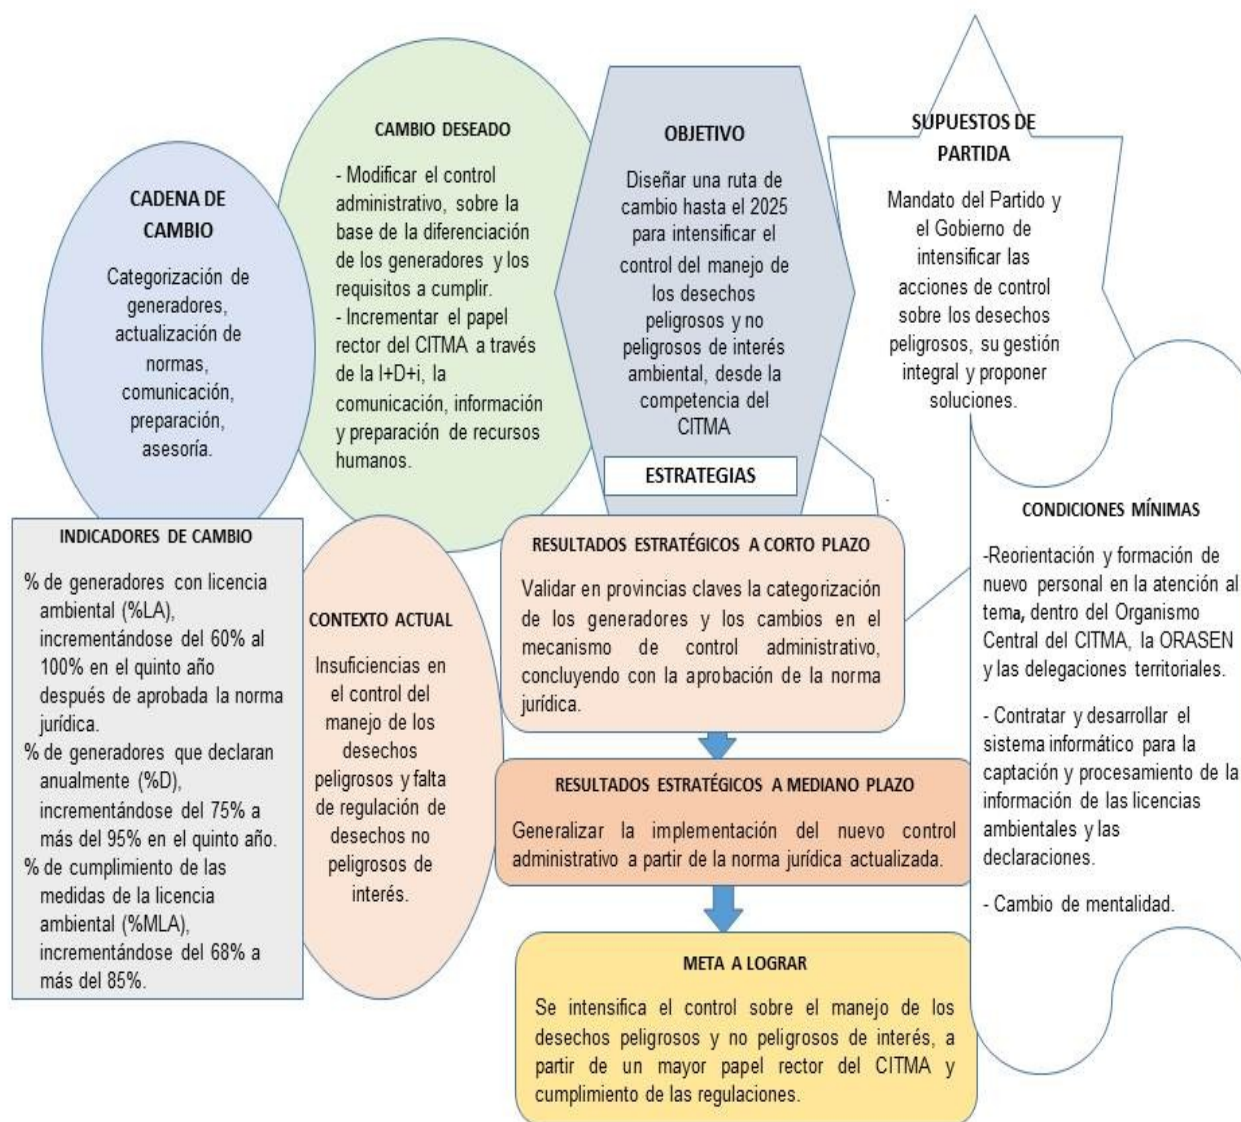 CADENA DE
CAMBIO
Categorización de
generadores,
actualización de
normas,
comunicación,
preparación,
asesoría.
CAMBIO DESEADO
- Modificar el control
administrativo, sobre la
base de la diferenciación
de los generadores y los
requisitos a cumplir.
- Incrementar el papel
rector del CITMA a través
de la I+D+i, la
comunicación, información
y preparación de recursos
humanos.
OBJETIVO
Diseñar una ruta de
cambio hasta el 2025
para intensificar el
control del manejo de
los desechos
peligrosos y no
peligrosos de interés
ambiental, desde la
competencia del
CITMA
ESTRATEGIAS
SUPUESTOS DE
PARTIDA
Mandato del Partido y
el Gobierno de
intensificar las
acciones de control
sobre los desechos
peligrosos, su gestión
integral y proponer
soluciones.
INDICADORES DE CAMBIO
% de generadores con licencia
ambiental (%LA),
incrementándose del 60% al
100% en el quinto año
después de aprobada la norma
jurídica.
% de generadores que declaran
anualmente (%D),
incrementándose del 75% a
más del 95% en el quinto año.
% de cumplimiento de las
medidas de la licencia
ambiental (%MLA),
incrementándose del 68% a
más del 85%.
CONTEXTO ACTUAL
Insuficiencias en
el control del
manejo de los
desechos
peligrosos y falta
de regulación de
desechos no
peligrosos de
interés.
RESULTADOS ESTRATÉGICOS A CORTO PLAZO
Validar en provincias claves la categorización
de los generadores y los cambios en el
mecanismo de control administrativo,
concluyendo con la aprobación de la norma
jurídica.
RESULTADOS ESTRATÉGICOS A MEDIANO PLAZO
Generalizar la implementación del nuevo control
administrativo a partir de la norma jurídica actualizada.
META A LOGRAR
Se intensifica el control sobre el manejo de los
desechos peligrosos y no peligrosos de interés, a
partir de un mayor papel rector del CITMA y
cumplimiento de las regulaciones.
CONDICIONES MÍNIMAS
-Reorientación y formación de
nuevo personal en la atención al
tema, dentro del Organismo
Central del CITMA, la ORASEN
y las delegaciones territoriales.
- Contratar y desarrollar el
sistema informático para la
captación y procesamiento de la
información de las licencias
ambientales y las
declaraciones.
- Cambio de mentalidad.